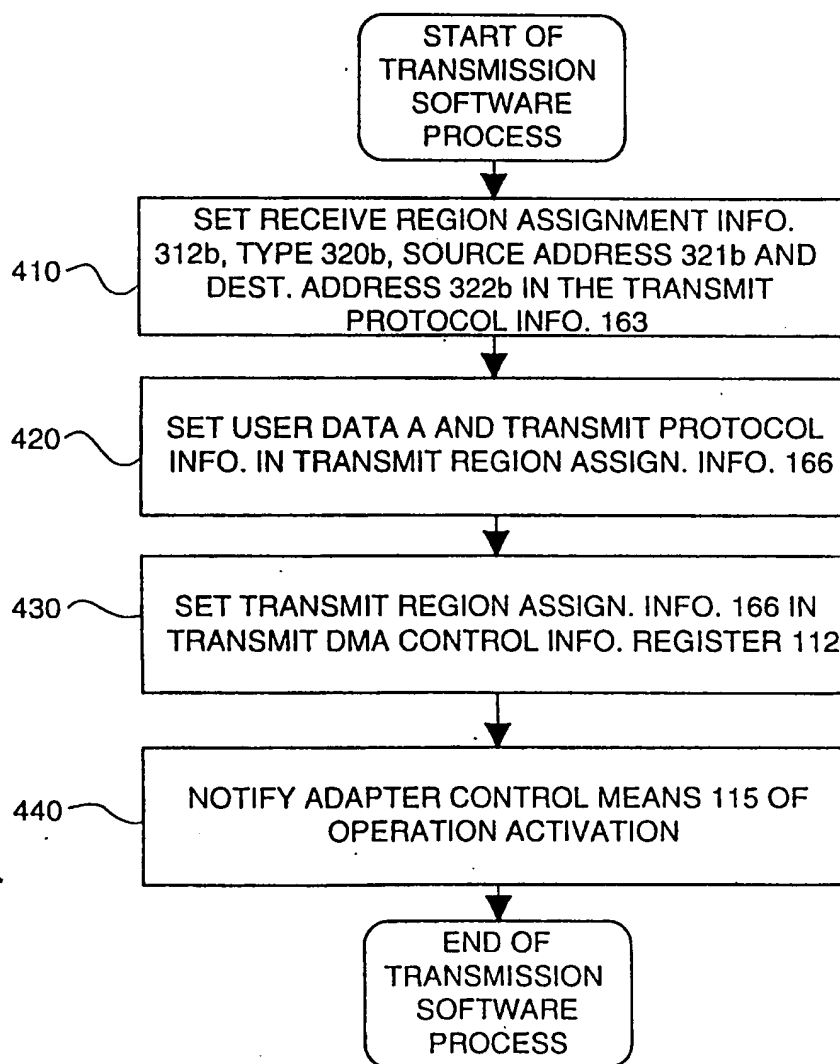 START OF
TRANSMISSION
SOFTWARE
PROCESS
410
SET RECEIVE REGION ASSIGNMENT INFO.
312b, TYPE 320b, SOURCE ADDRESS 321b AND
DEST. ADDRESS 322b IN THE TRANSMIT
PROTOCOL INFO. 163
420
SET USER DATA A AND TRANSMIT PROTOCOL
INFO. IN TRANSMIT REGION ASSIGN. INFO. 166
430
SET TRANSMIT REGION ASSIGN. INFO. 166 IN
TRANSMIT DMA CONTROL INFO. REGISTER 112
440
NOTIFY ADAPTER CONTROL MEANS 115 OF
OPERATION ACTIVATION
END OF
TRANSMISSION
SOFTWARE
PROCESS